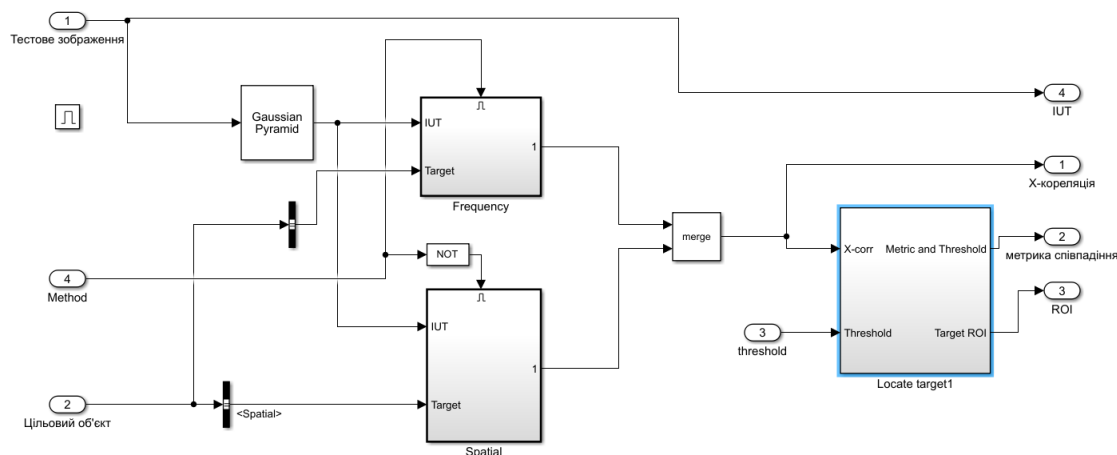 1
Тестове зображення
4
IUT
Gaussian
Pyramid
IUT
Target
1
Frequency
1
X-кореляція
merge
X-corr
Metric and Threshold
2
метрика співпадіння
NOT
4
Method
3
ROI
IUT
3
threshold
Threshold
Target ROI
Locate target1
1
2
Цільовий об'єкт
<Spatial>
Target
Spatial